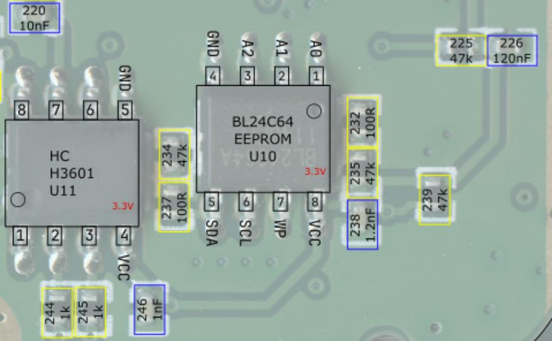 220
10nF
GND
A2
A1
A0
4
3
2
1
225
47k
226
120nF
GND
8
7
6
5
BL24C64
EEPROM
U10
3.3V
232
100R
HC
H3601
U11
3.3V
234
47k
235
47k
237
100R
5
6
7
8
SDA
SCL
WP
VCC
238
1.2nF
239
47k
1
2
3
4
VCC
244
1k
245
1k
246
1nF